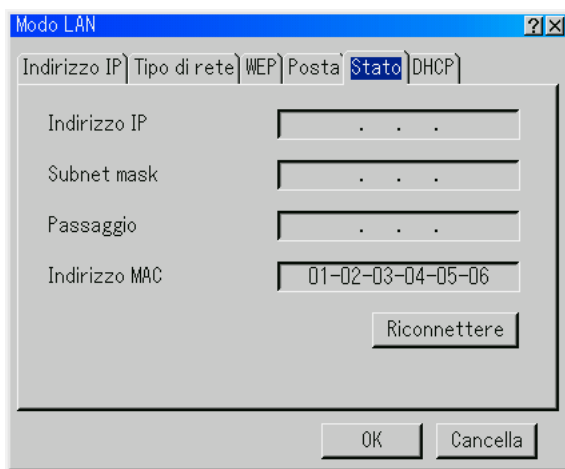 Modo LAN ? ×
Indirizzo IP Tipo di rete WEP Posta Stato DHCP
Indirizzo IP . . .
Subnet mask . . .
Passaggio . . .
Indirizzo MAC 01-02-03-04-05-06
Riconnettere
OK Cancella